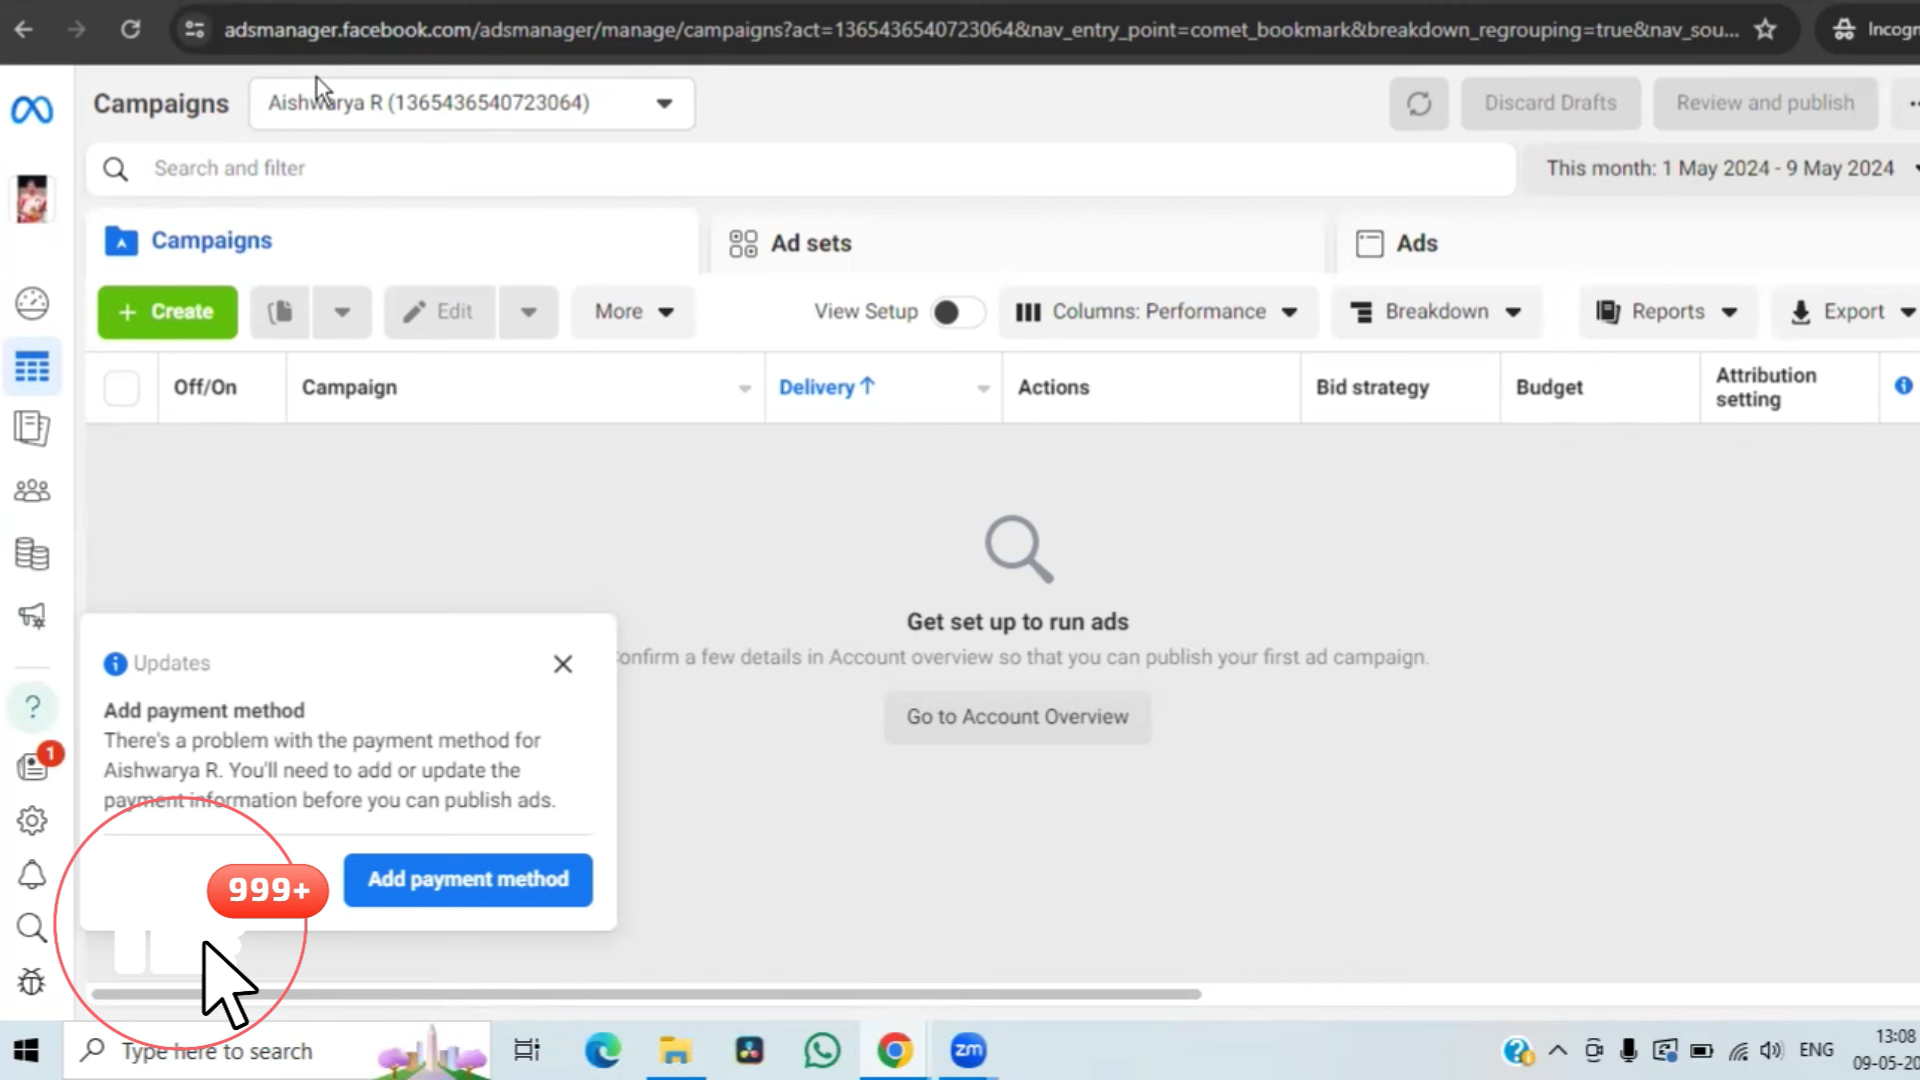 adsmanager.facebook.com/adsmanager/manage/campaigns?act=1365436540723064&nav_entry_point=comet_bookmark&breakdown_regrouping=true&nav_sou...
Incogn
Campaigns
Aishwarya R (1365436540723064)
Discard Drafts
Review and publish
Search and filter
This month: 1 May 2024 - 9 May 2024
Campaigns
Ad sets
Ads
+ Create
Edit
More
View Setup
Columns: Performance
Breakdown
Reports
Export
Off/On
Campaign
Delivery ↑
Actions
Bid strategy
Budget
Attribution
setting
Get set up to run ads
onfirm a few details in Account overview so that you can publish your first ad campaign.
Go to Account Overview
Updates
Add payment method
There's a problem with the payment method for
Aishwarya R. You'll need to add or update the
payment information before you can publish ads.
Add payment method
1
999+
Type here to search
zm
ENG
13:08
09-05-20